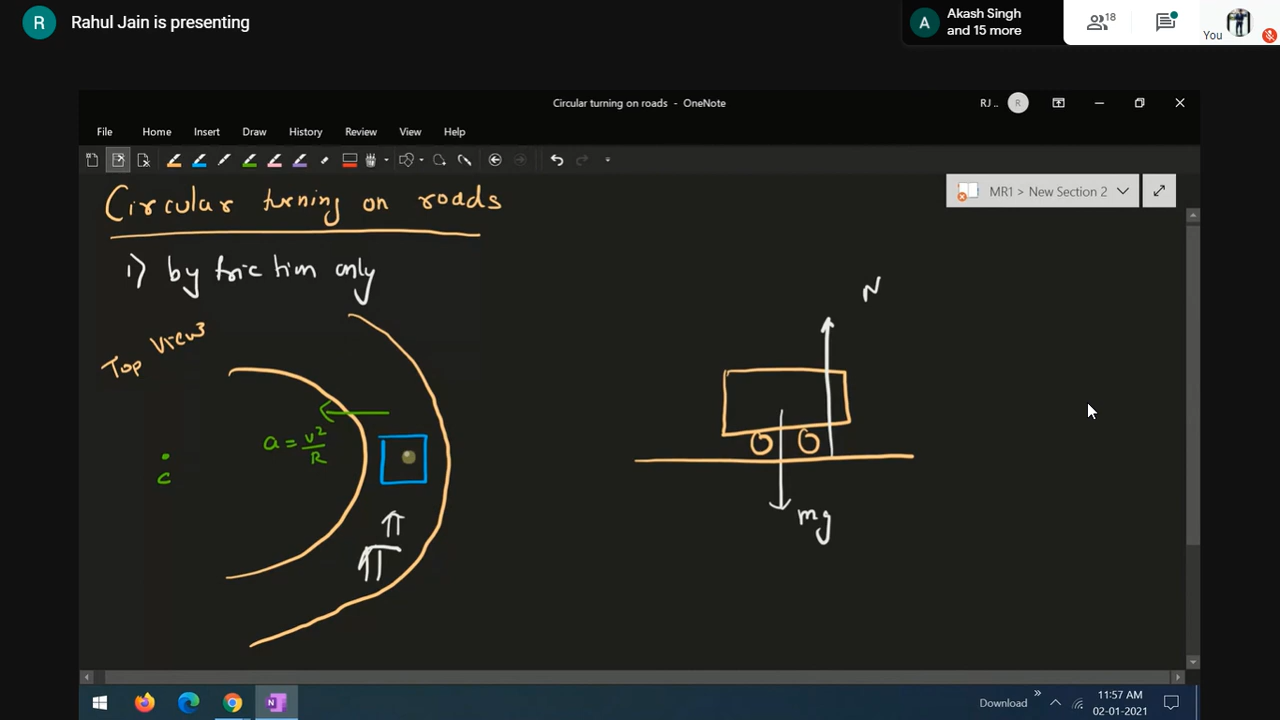 R Rahul Jain is presenting
A Akash Singh
and 15 more
18
You
Circular turning on roads - OneNote
RJ ..
R
File Home Insert Draw History Review View Help
MR1 > New Section 2
Circular turning on roads
1) by friction only
Top View
N
a = v²/R
c
mg
Download
11:57 AM
02-01-2021